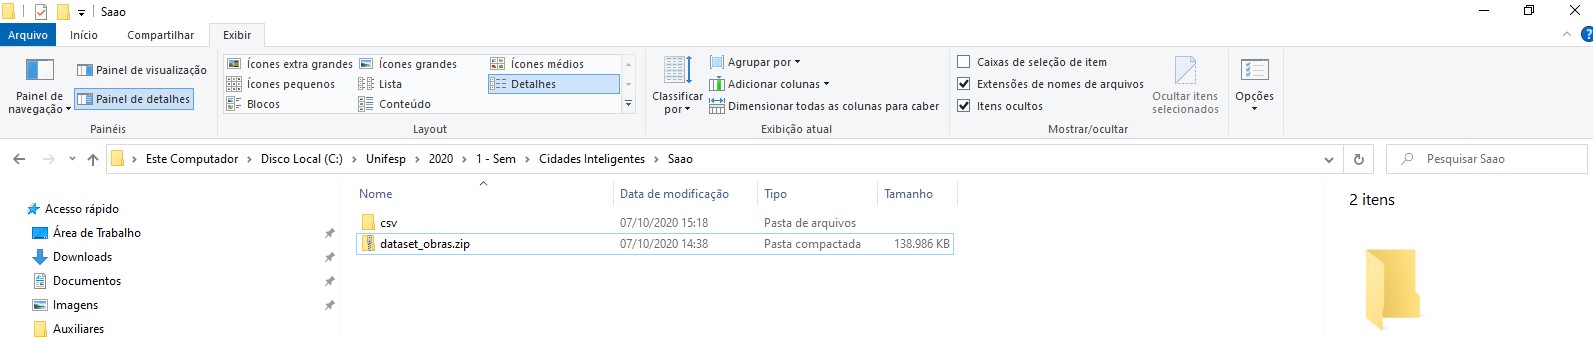 Saao
Arquivo Início Compartilhar Exibir
Painel de navegação
Painel de visualização
Painel de detalhes
Painéis
Ícones extra grandes Ícones grandes Ícones médios
Ícones pequenos Lista Detalhes
Blocos Conteúdo
Layout
Classificar por
Agrupar por
Adicionar colunas
Dimensionar todas as colunas para caber
Exibição atual
Caixas de seleção de item
Extensões de nomes de arquivos
Itens ocultos
Ocultar itens selecionados
Mostrar/ocultar
Opções
Este Computador > Disco Local (C:) > Unifesp > 2020 > 1 - Sem > Cidades Inteligentes > Saao
Pesquisar Saao
Acesso rápido
Área de Trabalho
Downloads
Documentos
Imagens
Auxiliares
Nome Data de modificação Tipo Tamanho
csv 07/10/2020 15:18 Pasta de arquivos
dataset_obras.zip 07/10/2020 14:38 Pasta compactada 138.986 KB
2 itens